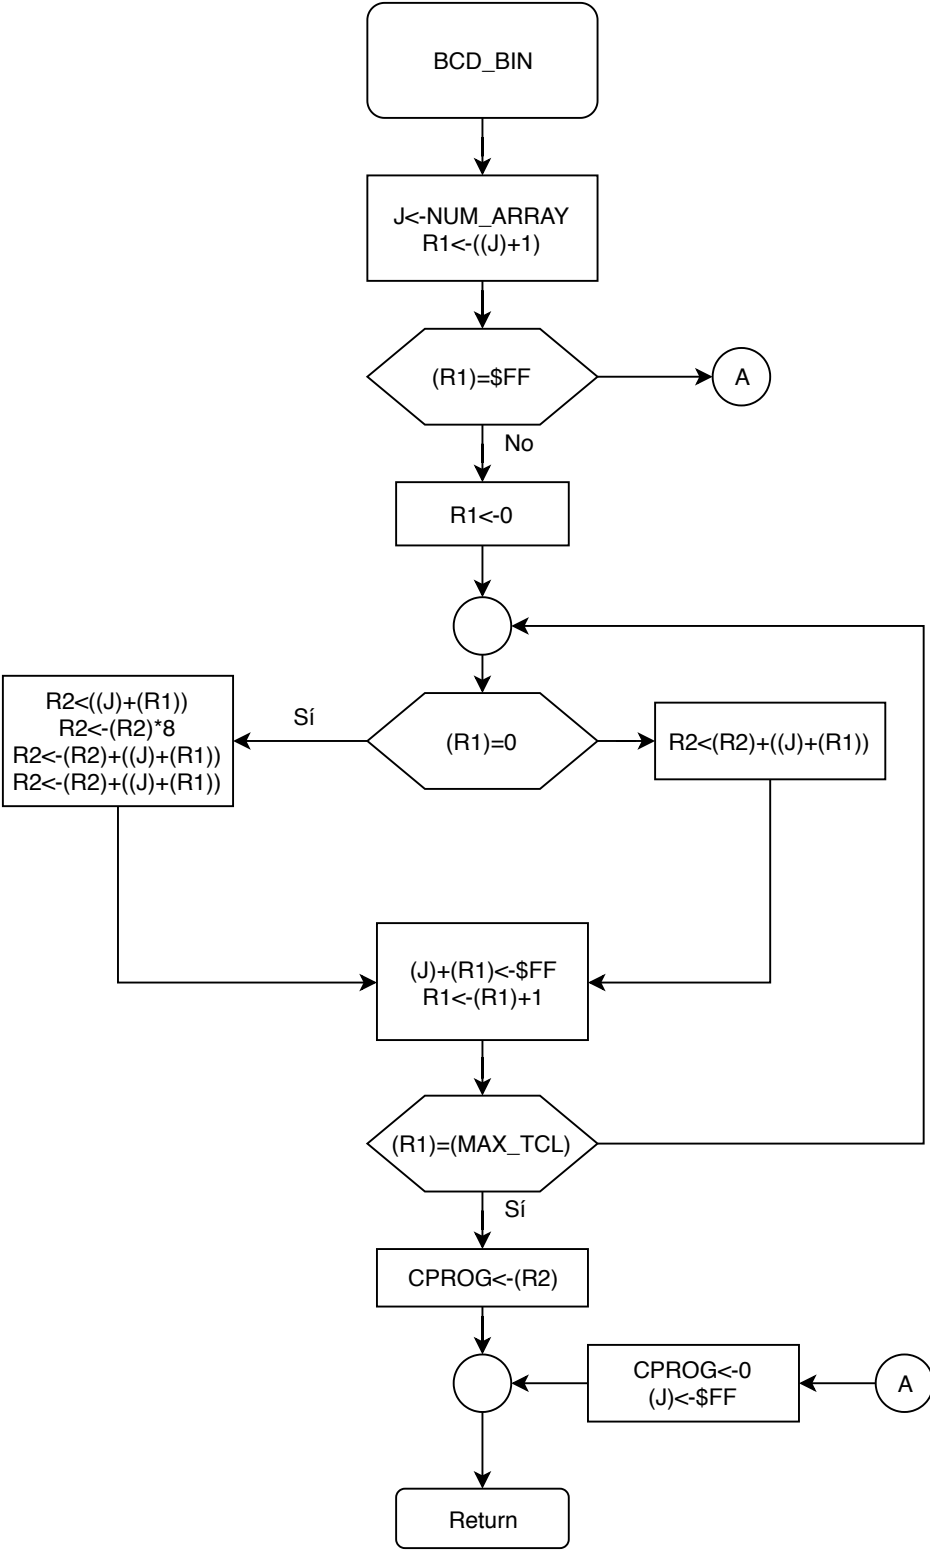 BCD_BIN
J<-NUM_ARRAY
R1<-((J)+1)
(R1)=$FF
A
No
R1<-0
R2<((J)+(R1))
R2<-(R2)*8
R2<-(R2)+((J)+(R1))
R2<-(R2)+((J)+(R1))
Sí
(R1)=0
R2<(R2)+((J)+(R1))
(J)+(R1)<-$FF
R1<-(R1)+1
(R1)=(MAX_TCL)
Sí
CPROG<-(R2)
CPROG<-0
(J)<-$FF
A
Return